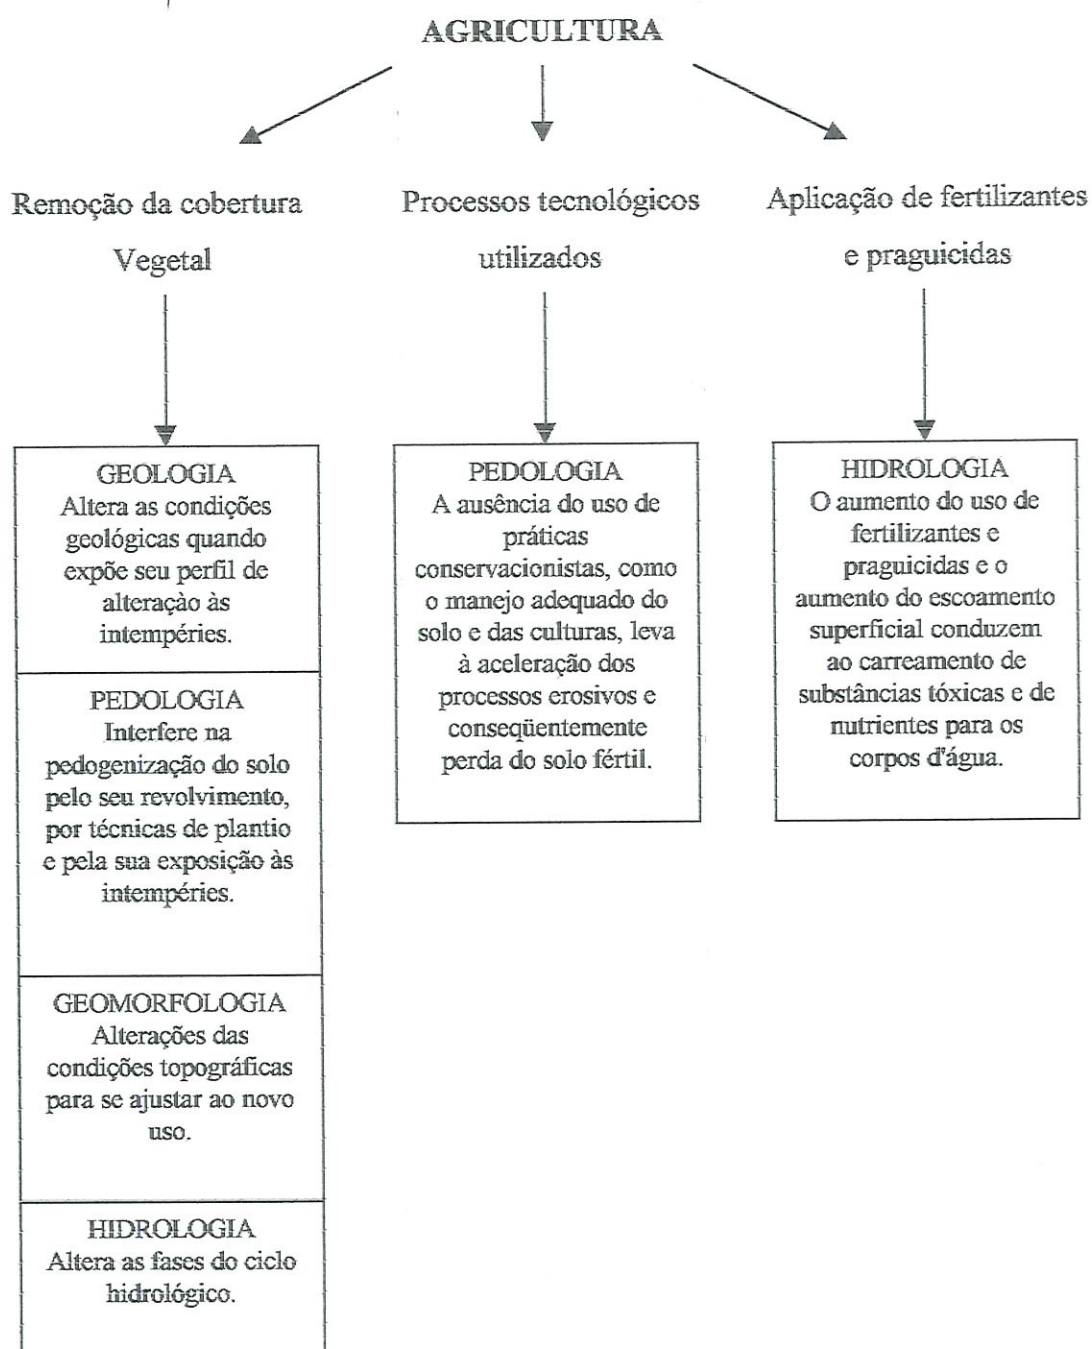 AGRICULTURA
Remoção da cobertura
Vegetal
Processos tecnológicos
utilizados
Aplicação de fertilizantes
e praguicidas
GEOLOGIA
Altera as condições
geológicas quando
expõe seu perfil de
alteraçào às
intempéries.
PEDOLOGIA
Interfere na
pedogenização do solo
pelo seu revolvimento,
por técnicas de plantio
e pela sua exposição às
intempéries.
GEOMORFOLOGIA
Alterações das
condições topográficas
para se ajustar ao novo
uso.
HIDROLOGIA
Altera as fases do ciclo
hidrológico.
PEDOLOGIA
A ausência do uso de
práticas
conservacionistas, como
o manejo adequado do
solo e das culturas, leva
à aceleração dos
processos erosivos e
conseqüentemente
perda do solo fértil.
HIDROLOGIA
O aumento do uso de
fertilizantes e
praguicidas e o
aumento do escoamento
superficial conduzem
ao carreamento de
substâncias tóxicas e de
nutrientes para os
corpos d'água.